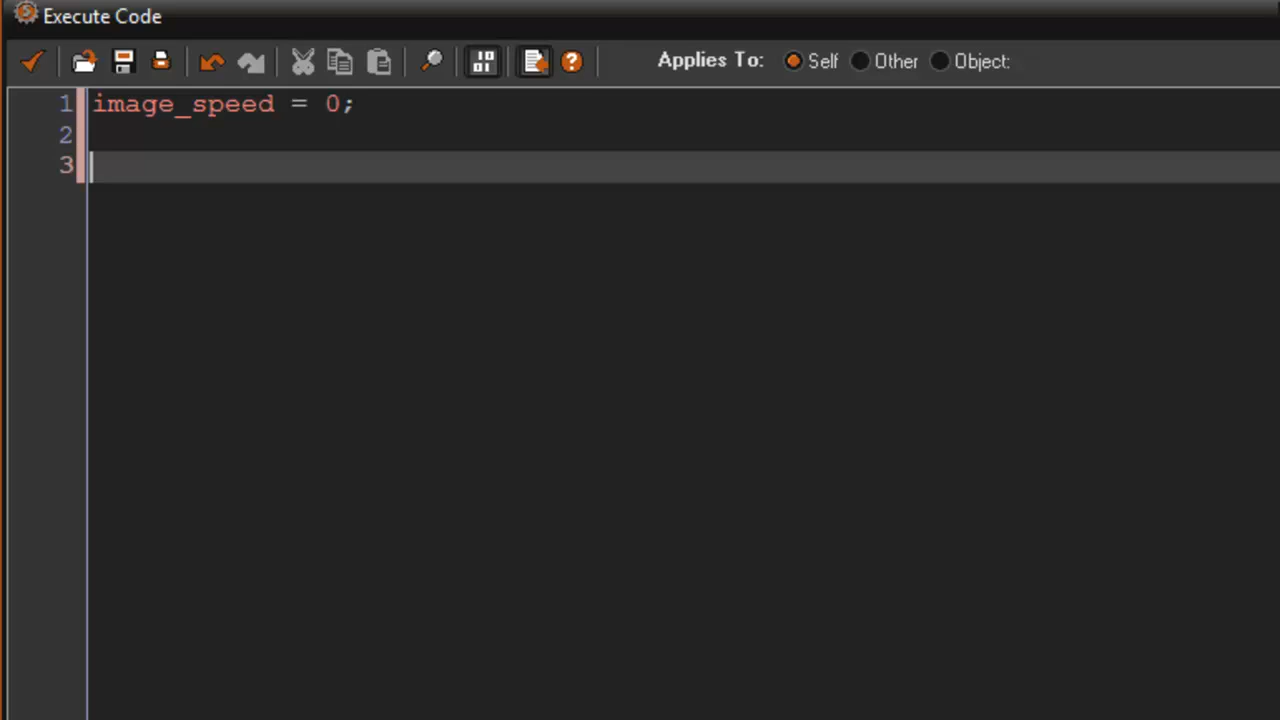 Execute Code
Applies To: Self Other Object:
1 image_speed = 0;
2
3